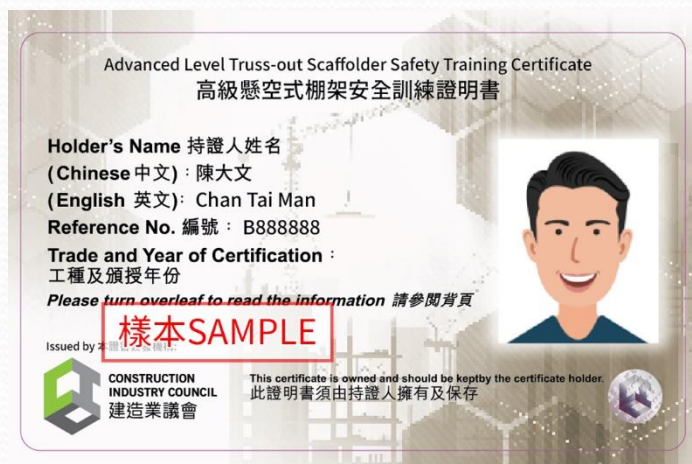 Advanced Level Truss-out Scaffolder Safety Training Certificate
高級懸空式棚架安全訓練證明書
Holder's Name 持證人姓名
(Chinese 中文)：陳大文
(English 英文)：Chan Tai Man
Reference No. 編號： B888888
Trade and Year of Certification：
工種及頒授年份
Please turn overleaf to read the information 請參閱背頁
樣本SAMPLE
Issued by 本
CONSTRUCTION
INDUSTRY COUNCIL
建造業議會
This certificate is owned and should be keptby the certificate holder.
此證明書須由持證人擁有及保存